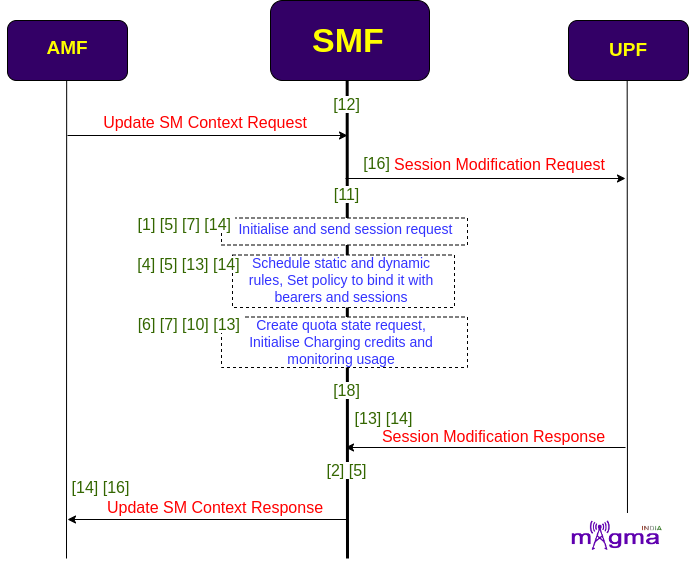 AMF
SMF
UPF
[12]
Update SM Context Request
[16] Session Modification Request
[11]
[1] [5] [7] [14]
Initialise and send session request
[4] [5] [13] [14]
Schedule static and dynamic
rules, Set policy to bind it with
bearers and sessions
[6] [7] [10] [13]
Create quota state request,
Initialise Charging credits and
monitoring usage
[18]
[13] [14]
Session Modification Response
[2] [5]
[14] [16]
Update SM Context Response
INDIA
magma